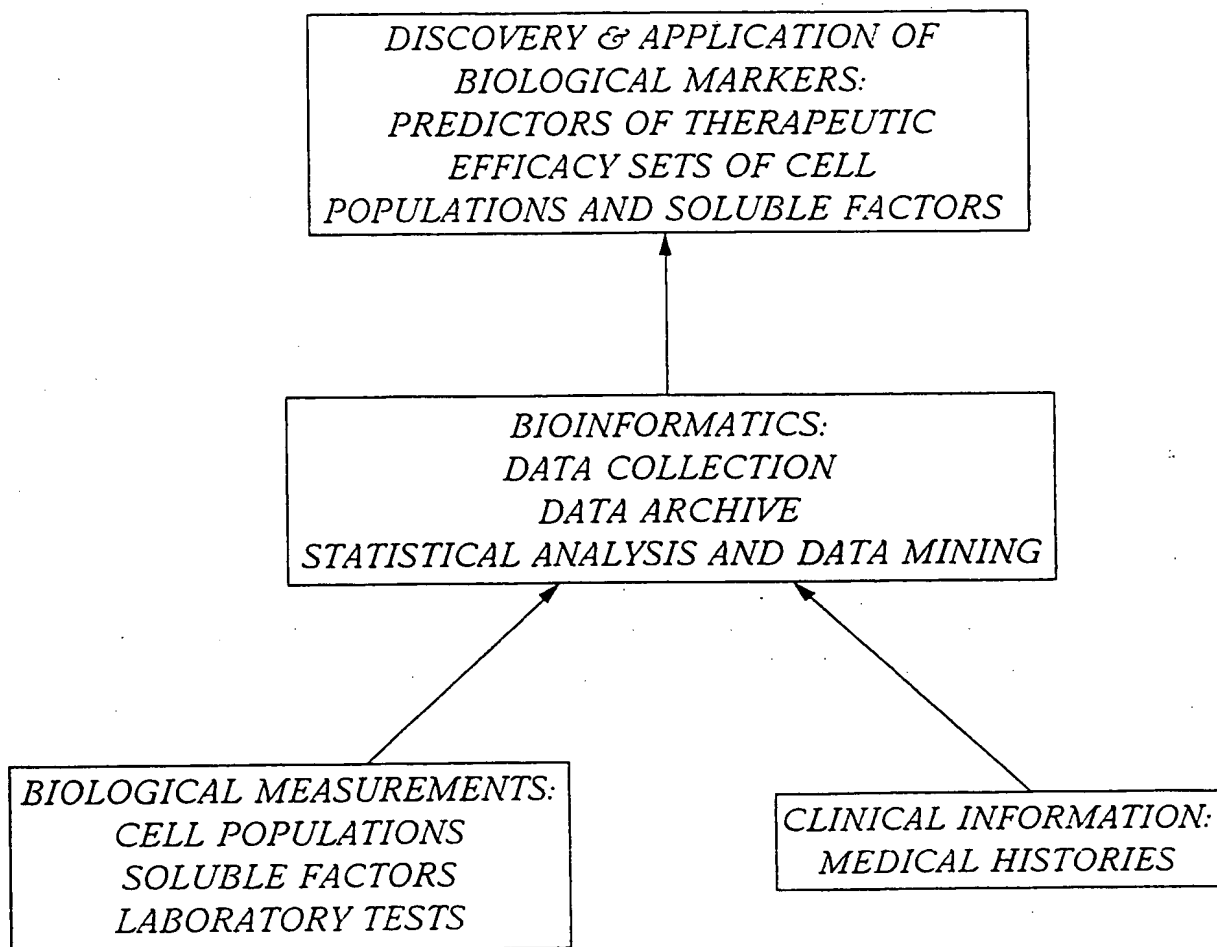 DISCOVERY & APPLICATION OF
BIOLOGICAL MARKERS:
PREDICTORS OF THERAPEUTIC
EFFICACY SETS OF CELL
POPULATIONS AND SOLUBLE FACTORS
BIOINFORMATICS:
DATA COLLECTION
DATA ARCHIVE
STATISTICAL ANALYSIS AND DATA MINING
BIOLOGICAL MEASUREMENTS:
CELL POPULATIONS
SOLUBLE FACTORS
LABORATORY TESTS
CLINICAL INFORMATION:
MEDICAL HISTORIES